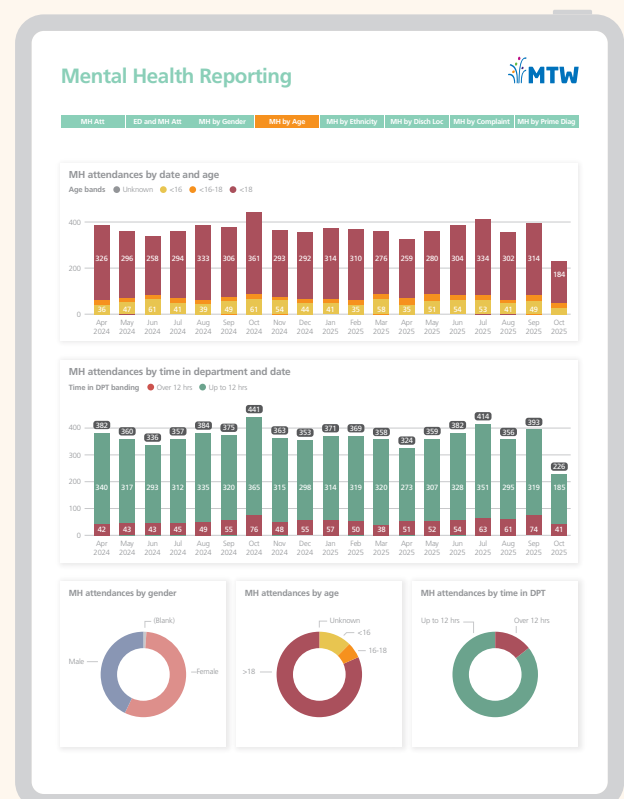 Mental Health Reporting
MTW
MH Att ED and MH Att MH by Gender MH by Age MH by Ethnicity MH by Disch Loc MH by Complaint MH by Prime Diag
MH attendances by date and age
Age bands Unknown <16 <16-18 <18
400
200
0
326 296 258 294 333 306 361 293 292 314 310 276 259 280 304 334 302 314 184
36 47 61 41 39 49 61 54 44 41 35 58 35 51 54 53 41 49
Apr May Jun Jul Aug Sep Oct Nov Dec Jan Feb Mar Apr May Jun Jul Aug Sep Oct
2024 2024 2024 2024 2024 2024 2024 2024 2024 2025 2025 2025 2025 2025 2025 2025 2025 2025 2025
MH attendances by time in department and date
Time in DPT banding Over 12 hrs Up to 12 hrs
400
300
200
100
0
382 360 336 357 384 375 441 363 353 371 369 358 324 359 382 414 356 393 226
340 317 293 312 335 320 365 315 298 314 319 320 273 307 328 351 295 319 185
42 43 43 45 49 55 76 48 55 57 50 38 51 52 54 63 61 74 41
Apr May Jun Jul Aug Sep Oct Nov Dec Jan Feb Mar Apr May Jun Jul Aug Sep Oct
2024 2024 2024 2024 2024 2024 2024 2024 2024 2025 2025 2025 2025 2025 2025 2025 2025 2025 2025
MH attendances by gender
(Blank)
Male
Female
MH attendances by age
Unknown
<16
16-18
>18
MH attendances by time in DPT
Up to 12 hrs
Over 12 hrs